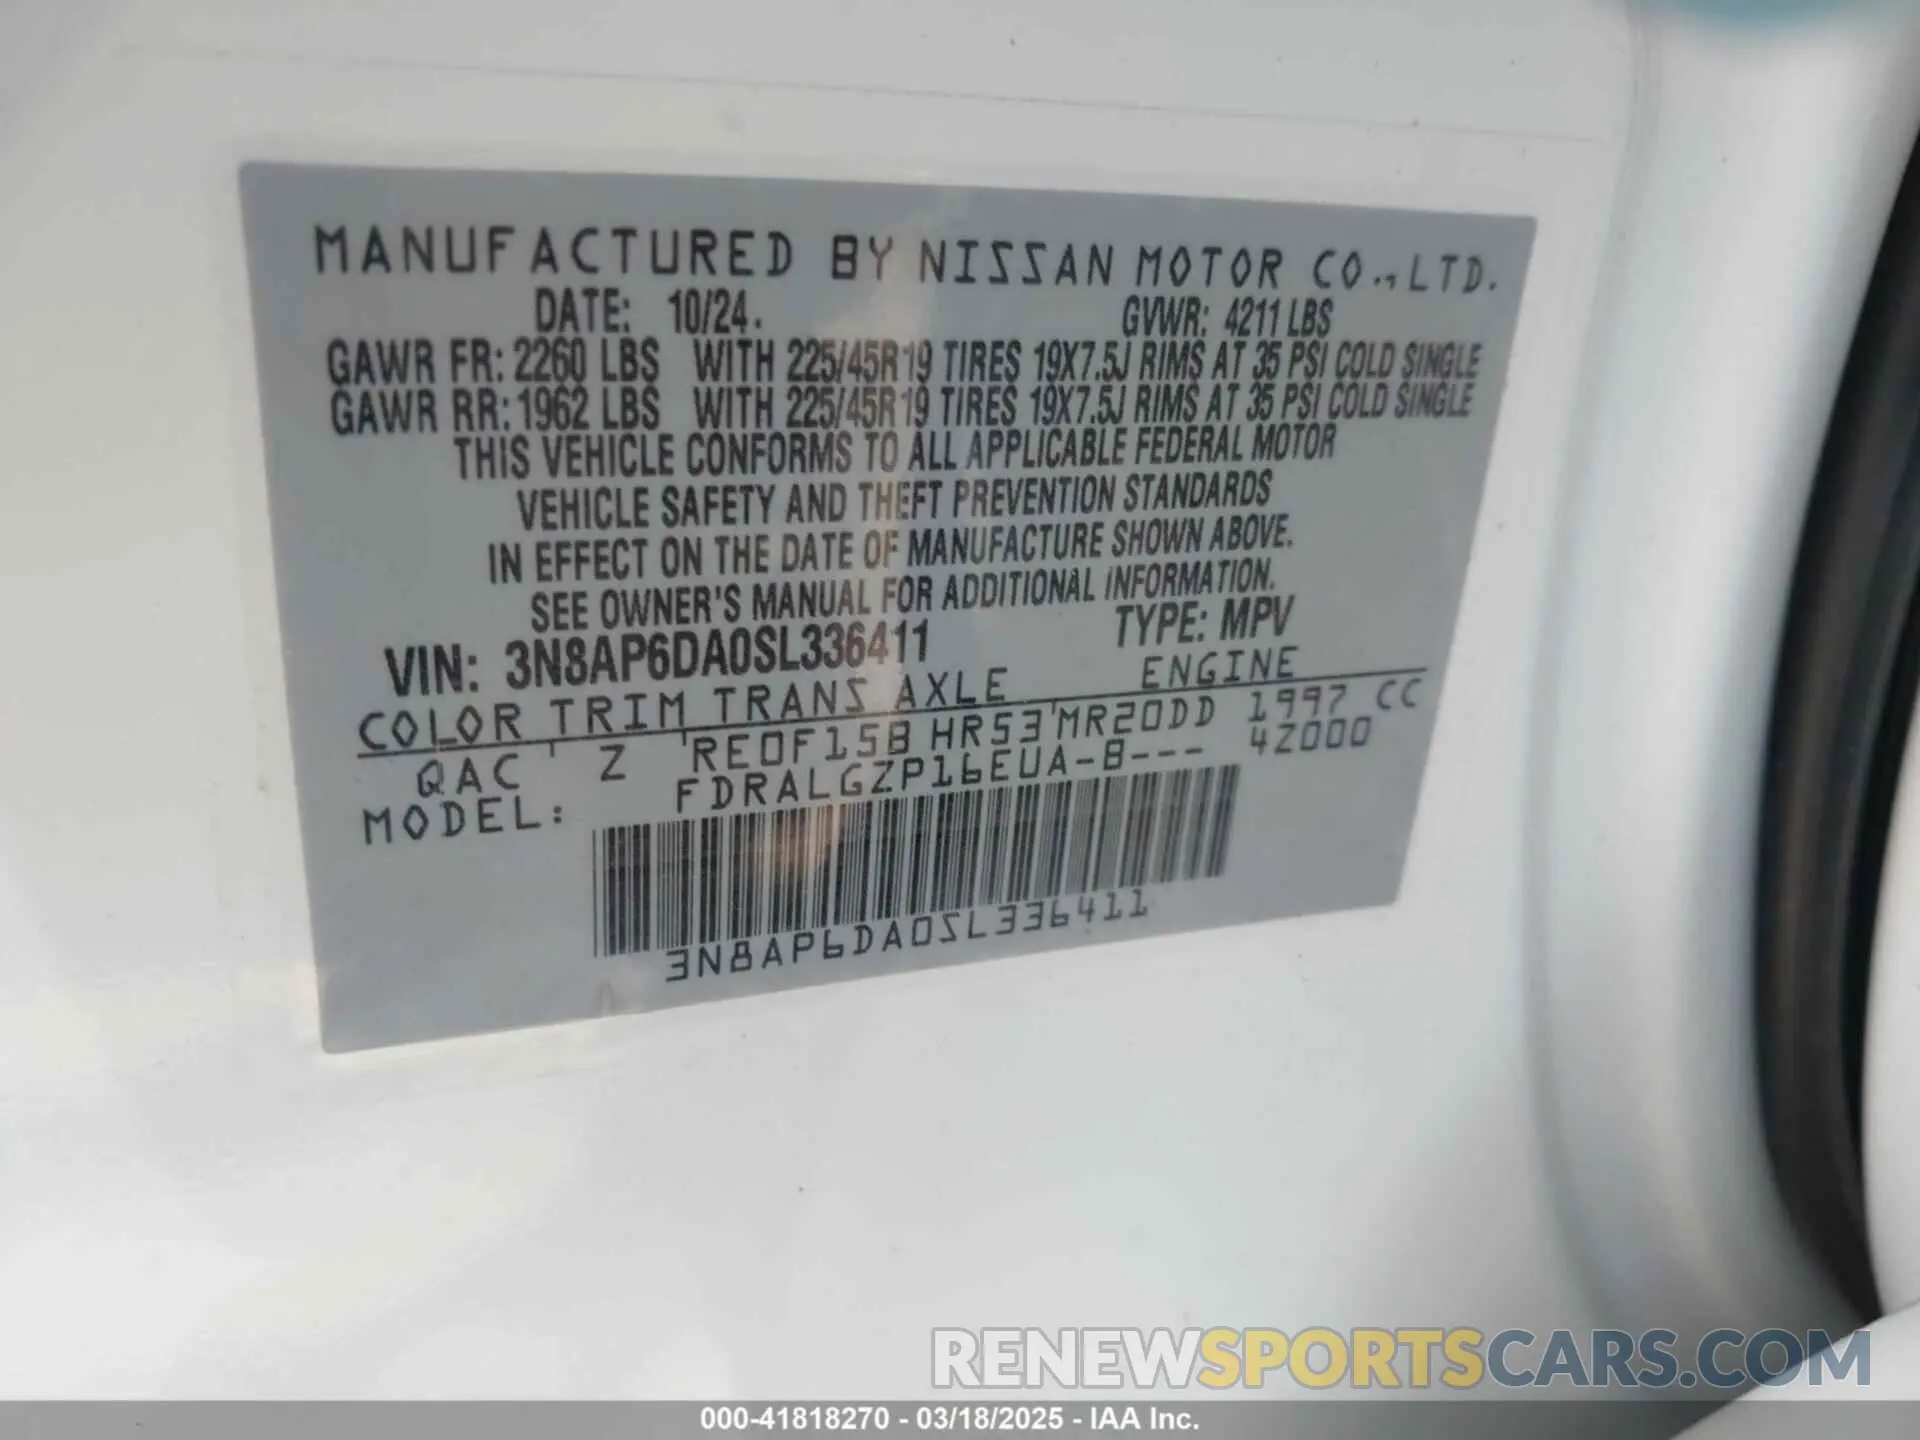 MANUFACTURED BY NISSAN MOTOR CO., LTD.
DATE: 10/24. GVWR: 4211 LBS
GAWR FR: 2260 LBS WITH 225/45R19 TIRES 19X7.5J RIMS AT 35 PSI COLD SINGLE
GAWR RR: 1962 LBS WITH 225/45R19 TIRES 19X7.5J RIMS AT 35 PSI COLD SINGLE
THIS VEHICLE CONFORMS TO ALL APPLICABLE FEDERAL MOTOR
VEHICLE SAFETY AND THEFT PREVENTION STANDARDS
IN EFFECT ON THE DATE OF MANUFACTURE SHOWN ABOVE.
SEE OWNER'S MANUAL FOR ADDITIONAL INFORMATION.
VIN: 3N8AP6DA0SL336411 TYPE: MPV
COLOR TRIM TRANS AXLE ENGINE
QAC Z RE0F15B HR53 MR20DD 1997 CC
MODEL: FDRALGZP16EUA-B--- 4Z000
3N8AP6DA0SL336411
RENEWSPORTSCARS.COM
000-41818270 - 03/18/2025 - IAA Inc.